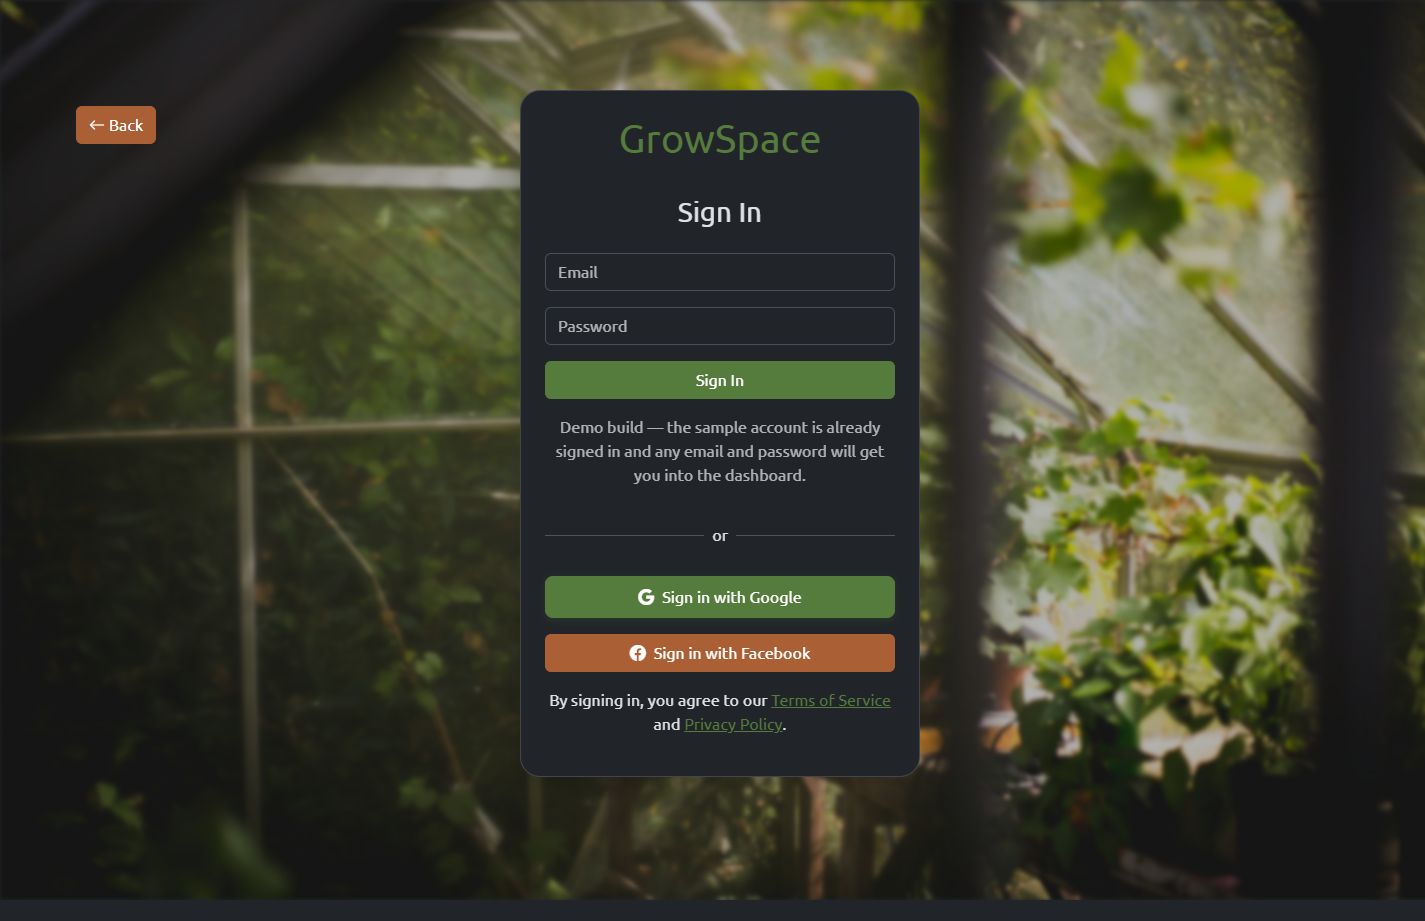 ← Back
GrowSpace
Sign In
Email
Password
Sign In
Demo build — the sample account is already
signed in and any email and password will get
you into the dashboard.
or
Sign in with Google
Sign in with Facebook
By signing in, you agree to our Terms of Service
and Privacy Policy.